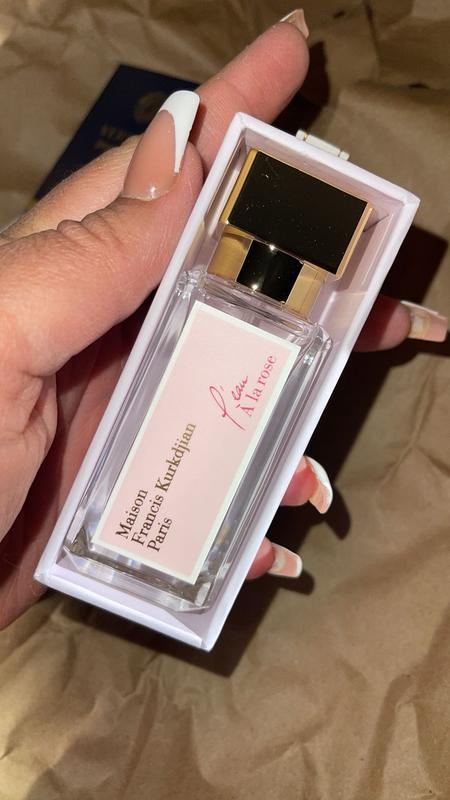 l'eau
À la rose
Maison
Francis Kurkdjian
Paris